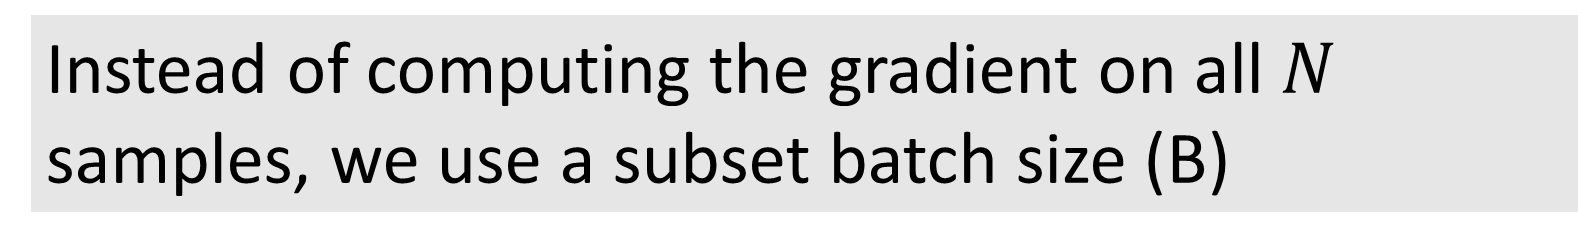 Instead of computing the gradient on all N
samples, we use a subset batch size (B)